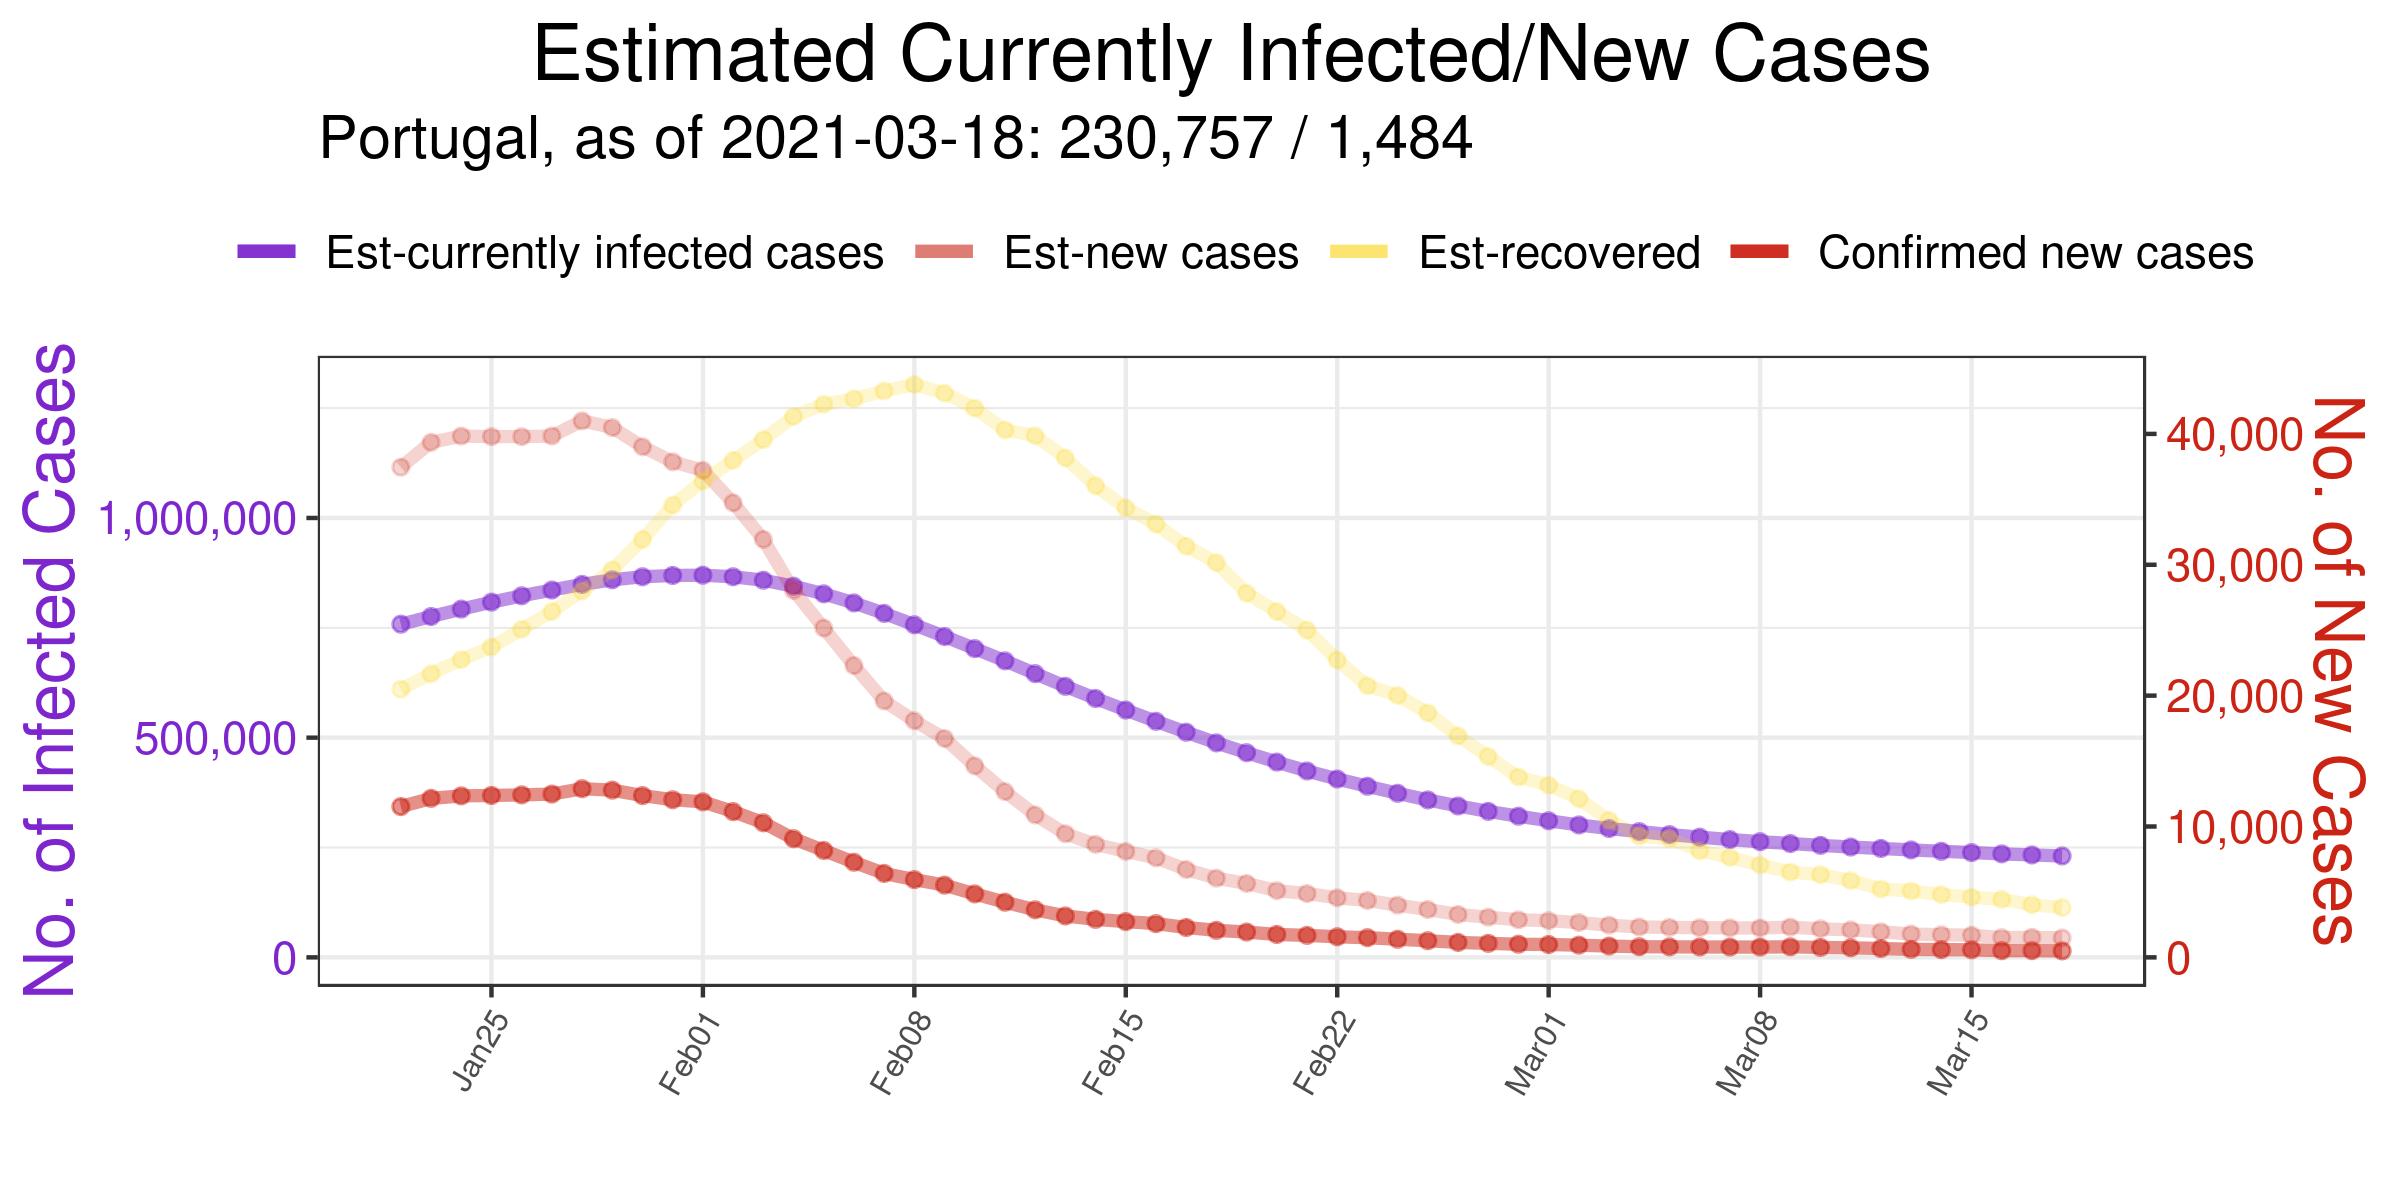 Estimated Currently Infected/New Cases
Portugal, as of 2021-03-18: 230,757 / 1,484
Est-currently infected cases Est-new cases Est-recovered Confirmed new cases
No. of Infected Cases
1,000,000
500,000
0
40,000
30,000
20,000
10,000
0
No. of New Cases
Jan25 Feb01 Feb08 Feb15 Feb22 Mar01 Mar08 Mar15